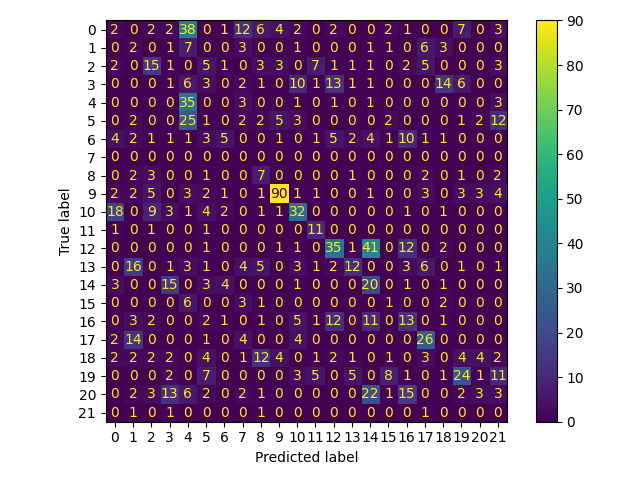 0 2 0 2 2 38 0 1 12 6 4 2 0 2 0 0 2 1 0 0 7 0 3
1 0 2 0 1 7 0 0 3 0 0 1 0 0 0 1 1 0 6 3 0 0 0
2 2 0 15 1 0 5 1 0 3 3 0 7 1 1 1 0 2 5 0 0 0 3
3 0 0 0 1 6 3 0 2 1 0 10 1 13 1 1 0 0 0 14 6 0 0
4 0 0 0 0 35 0 0 3 0 0 1 0 1 0 1 0 0 0 0 0 0 3
5 0 2 0 0 25 1 0 2 2 5 3 0 0 0 0 2 0 0 0 1 2 12
6 4 2 1 1 1 3 5 0 0 1 0 1 5 2 4 1 10 1 1 0 0 0
7 0 0 0 0 0 0 0 0 0 0 0 0 0 0 0 0 0 0 0 0 0 0
8 0 2 3 0 0 1 0 0 7 0 0 0 0 1 0 0 0 2 0 1 0 2
9 2 2 5 0 3 2 1 0 1 90 1 1 0 0 1 0 0 3 0 3 3 4
10 18 0 9 3 1 4 2 0 1 1 32 0 0 0 0 0 1 0 1 0 0 0
11 1 0 1 0 0 1 0 0 0 0 0 11 0 0 0 0 0 0 0 0 0 0
12 0 0 0 0 0 1 0 0 0 1 1 0 35 1 41 0 12 0 2 0 0 0
13 0 16 0 1 3 1 0 4 5 0 3 1 2 12 0 0 3 6 0 1 0 1
14 3 0 0 15 0 3 4 0 0 0 1 0 0 0 20 0 1 0 1 0 0 0
15 0 0 0 0 6 0 0 3 1 0 0 0 0 0 0 1 0 0 2 0 0 0
16 0 3 2 0 0 2 1 0 1 0 5 1 12 0 11 0 13 0 1 0 0 0
17 2 14 0 0 0 1 0 4 0 0 4 0 0 0 0 0 0 26 0 0 0 0
18 2 2 2 2 0 4 0 1 12 4 0 1 2 1 0 1 0 3 0 4 4 2
19 0 0 0 2 0 7 0 0 0 0 3 5 0 5 0 8 1 0 1 24 1 11
20 0 2 3 13 6 2 0 2 1 0 0 0 0 0 22 1 15 0 0 2 3 3
21 0 1 0 1 0 0 0 0 1 0 0 0 0 0 0 0 0 1 0 0 0 0
0 1 2 3 4 5 6 7 8 9 10 11 12 13 14 15 16 17 18 19 20 21
Predicted label
True label
90
80
70
60
50
40
30
20
10
0